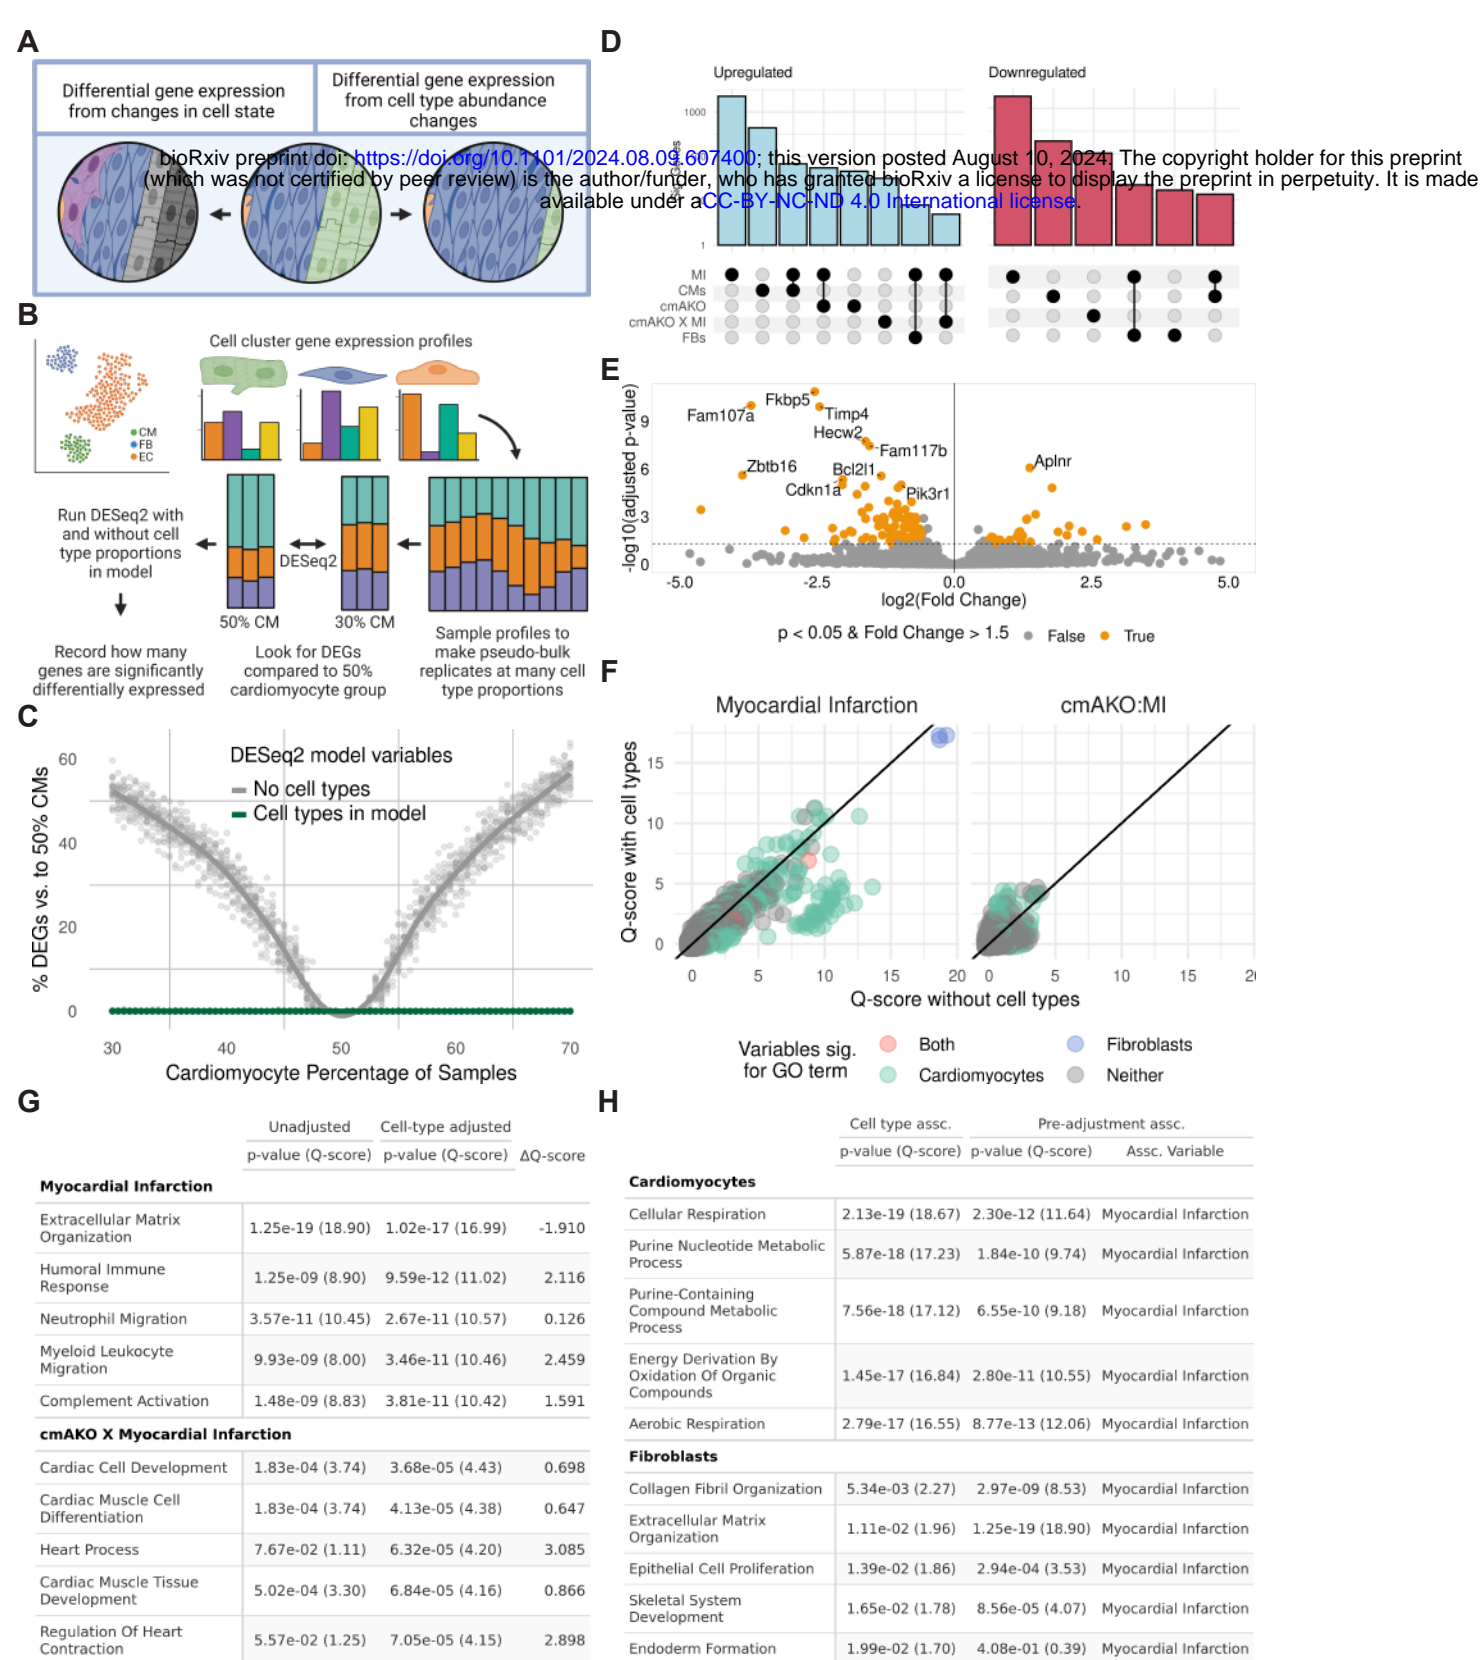 A
Differential gene expression
from changes in cell state
Differential gene expression
from cell type abundance
changes
bioRxiv preprint doi: https://doi.org/10.1101/2024.08.09.607400; this version posted August 10, 2024. The copyright holder for this preprint
(which was not certified by peer review) is the author/funder, who has granted bioRxiv a license to display the preprint in perpetuity. It is made
available under aCC-BY-NC-ND 4.0 International license.
B
Cell cluster gene expression profiles
CM
FB
EC
Run DESeq2 with
and without cell
type proportions
in model
DESeq2
50% CM
30% CM
Record how many
genes are significantly
differentially expressed
Look for DEGs
compared to 50%
cardiomyocyte group
Sample profiles to
make pseudo-bulk
replicates at many cell
type proportions
C
% DEGs vs. to 50% CMs
60
40
20
0
DESeq2 model variables
No cell types
Cell types in model
30 40 50 60 70
Cardiomyocyte Percentage of Samples
D
Upregulated
Downregulated
1000
1
MI
CMs
cmAKO
cmAKO X MI
FBs
E
-log10(adjusted p-value)
9
6
3
0
Fam107a
Fkbp5
Timp4
Hecw2
Fam117b
Zbtb16
Bcl2l1
Cdkn1a
Pik3r1
Aplnr
-5.0 -2.5 0.0 2.5 5.0
log2(Fold Change)
p < 0.05 & Fold Change > 1.5 False True
F
Myocardial Infarction
cmAKO:MI
Q-score with cell types
15
10
5
0
0 5 10 15 20
0 5 10 15
Q-score without cell types
Variables sig.
for GO term
Both
Cardiomyocytes
Fibroblasts
Neither
G
Unadjusted Cell-type adjusted
p-value (Q-score) p-value (Q-score) ΔQ-score
Myocardial Infarction
Extracellular Matrix
Organization
1.25e-19 (18.90) 1.02e-17 (16.99) -1.910
Humoral Immune
Response
1.25e-09 (8.90) 9.59e-12 (11.02) 2.116
Neutrophil Migration 3.57e-11 (10.45) 2.67e-11 (10.57) 0.126
Myeloid Leukocyte
Migration
9.93e-09 (8.00) 3.46e-11 (10.46) 2.459
Complement Activation 1.48e-09 (8.83) 3.81e-11 (10.42) 1.591
cmAKO X Myocardial Infarction
Cardiac Cell Development 1.83e-04 (3.74) 3.68e-05 (4.43) 0.698
Cardiac Muscle Cell
Differentiation
1.83e-04 (3.74) 4.13e-05 (4.38) 0.647
Heart Process 7.67e-02 (1.11) 6.32e-05 (4.20) 3.085
Cardiac Muscle Tissue
Development
5.02e-04 (3.30) 6.84e-05 (4.16) 0.866
Regulation Of Heart
Contraction
5.57e-02 (1.25) 7.05e-05 (4.15) 2.898
H
Cell type assc. Pre-adjustment assc.
p-value (Q-score) p-value (Q-score) Assc. Variable
Cardiomyocytes
Cellular Respiration 2.13e-19 (18.67) 2.30e-12 (11.64) Myocardial Infarction
Purine Nucleotide Metabolic
Process
5.87e-18 (17.23) 1.84e-10 (9.74) Myocardial Infarction
Purine-Containing
Compound Metabolic
Process
7.56e-18 (17.12) 6.55e-10 (9.18) Myocardial Infarction
Energy Derivation By
Oxidation Of Organic
Compounds
1.45e-17 (16.84) 2.80e-11 (10.55) Myocardial Infarction
Aerobic Respiration 2.79e-17 (16.55) 8.77e-13 (12.06) Myocardial Infarction
Fibroblasts
Collagen Fibril Organization 5.34e-03 (2.27) 2.97e-09 (8.53) Myocardial Infarction
Extracellular Matrix
Organization
1.11e-02 (1.96) 1.25e-19 (18.90) Myocardial Infarction
Epithelial Cell Proliferation 1.39e-02 (1.86) 2.94e-04 (3.53) Myocardial Infarction
Skeletal System
Development
1.65e-02 (1.78) 8.56e-05 (4.07) Myocardial Infarction
Endoderm Formation 1.99e-02 (1.70) 4.08e-01 (0.39) Myocardial Infarction